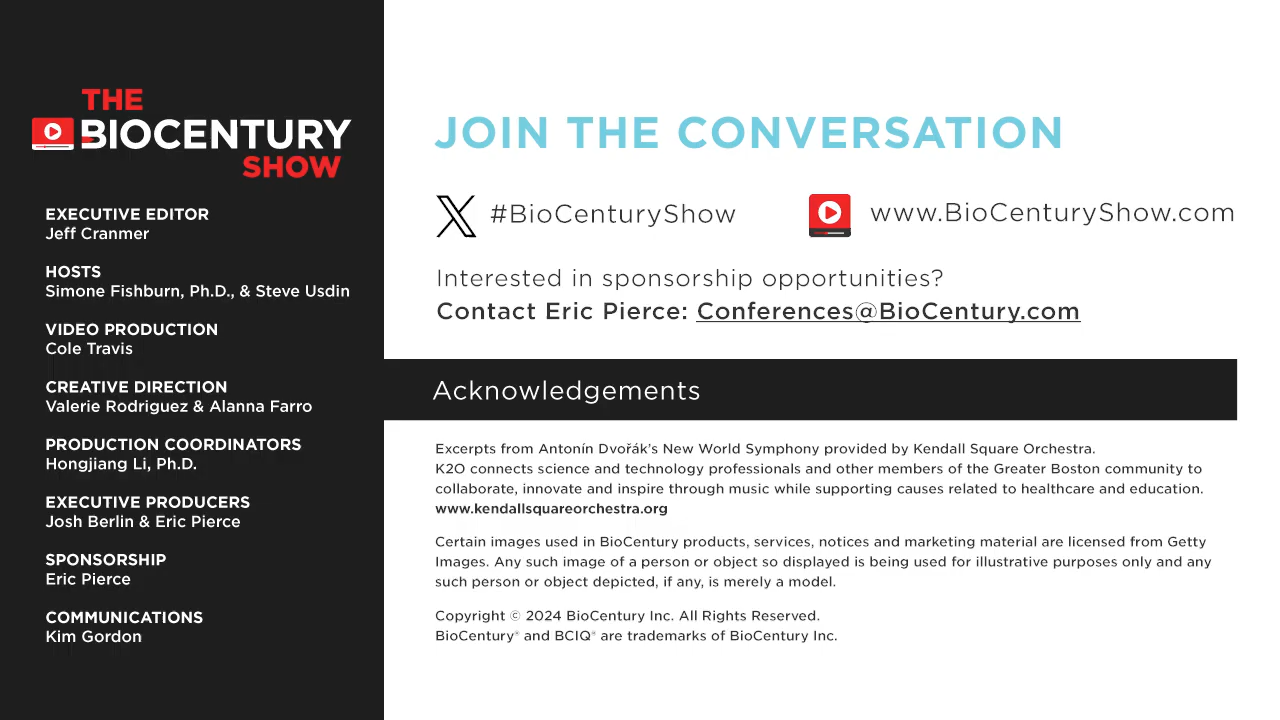 THE
BIOCENTURY
SHOW
EXECUTIVE EDITOR
Jeff Cranmer
HOSTS
Simone Fishburn, Ph.D., & Steve Usdin
VIDEO PRODUCTION
Cole Travis
CREATIVE DIRECTION
Valerie Rodriguez & Alanna Farro
PRODUCTION COORDINATORS
Hongjiang Li, Ph.D.
EXECUTIVE PRODUCERS
Josh Berlin & Eric Pierce
SPONSORSHIP
Eric Pierce
COMMUNICATIONS
Kim Gordon
JOIN THE CONVERSATION
#BioCenturyShow
www.BioCenturyShow.com
Interested in sponsorship opportunities?
Contact Eric Pierce: Conferences@BioCentury.com
Acknowledgements
Excerpts from Antonín Dvořák’s New World Symphony provided by Kendall Square Orchestra.
K2O connects science and technology professionals and other members of the Greater Boston community to
collaborate, innovate and inspire through music while supporting causes related to healthcare and education.
www.kendallsquareorchestra.org
Certain images used in BioCentury products, services, notices and marketing material are licensed from Getty
Images. Any such image of a person or object so displayed is being used for illustrative purposes only and any
such person or object depicted, if any, is merely a model.
Copyright © 2024 BioCentury Inc. All Rights Reserved.
BioCentury® and BCIQ® are trademarks of BioCentury Inc.